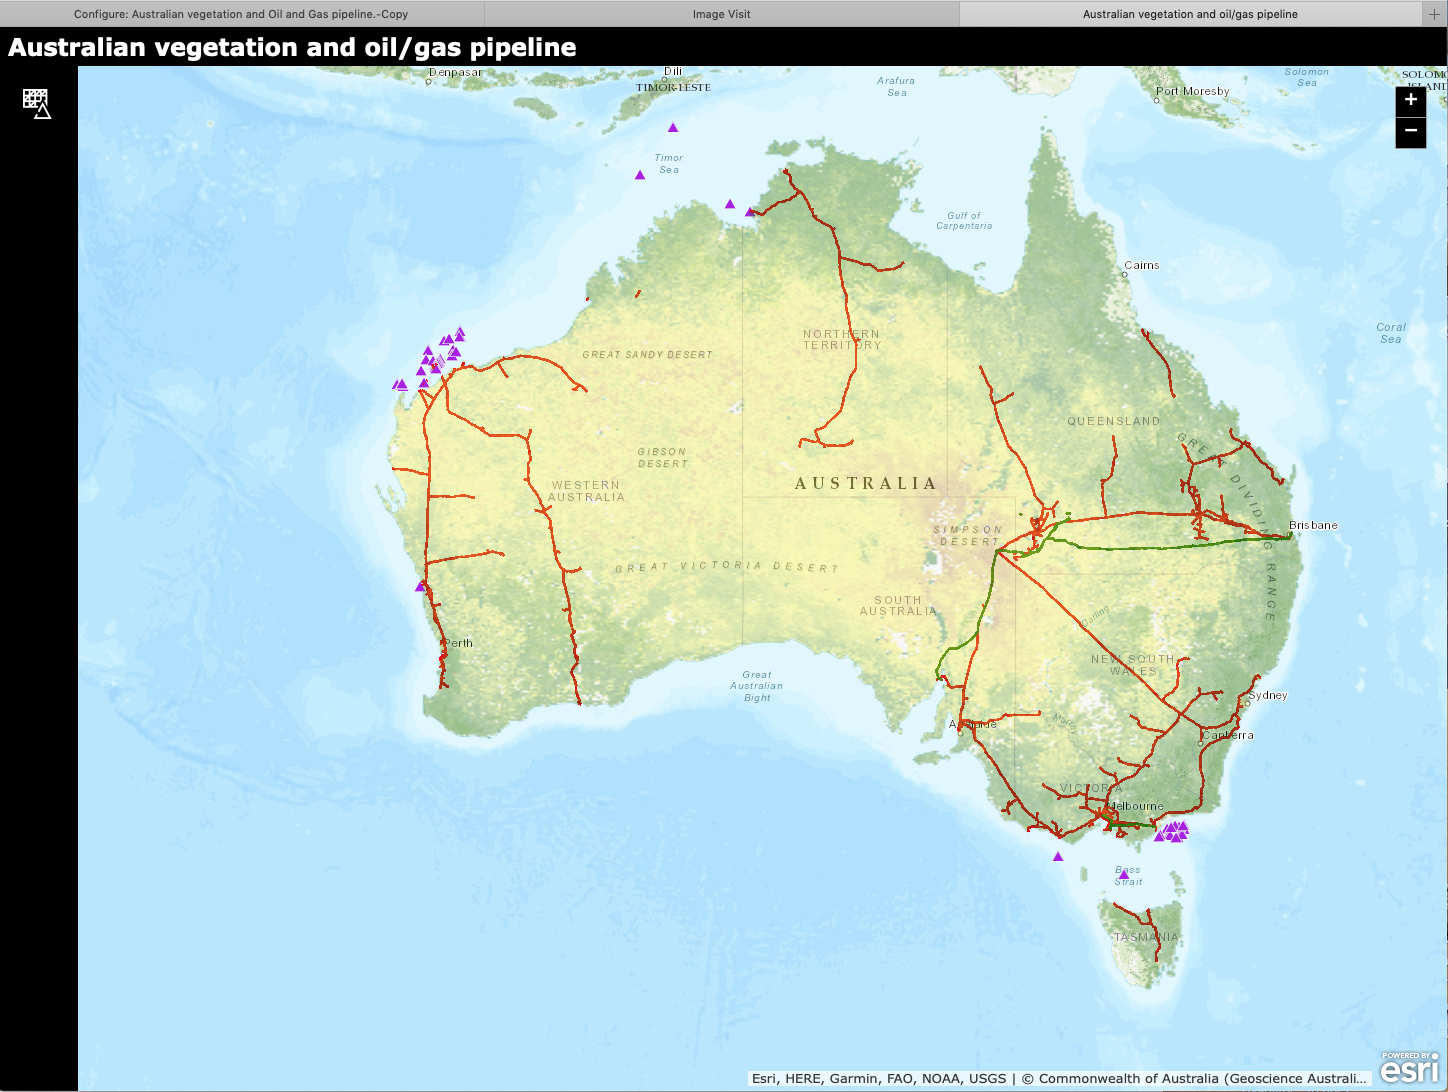 Configure: Australian vegetation and Oil and Gas pipeline.-Copy
Image Visit
Australian vegetation and oil/gas pipeline
+
Australian vegetation and oil/gas pipeline
Denpasar
Dili
TIMOR-LESTE
Arafura
Sea
Port Moresby
Solomon
Sea
SOLOM
ISLAND
+
−
Timor
Sea
Gulf of
Carpentaria
Cairns
Coral
Sea
NORTHERN
TERRITORY
GREAT SANDY DESERT
QUEENSLAND
GREAT DIVIDING RANGE
GIBSON
DESERT
WESTERN
AUSTRALIA
AUSTRALIA
SIMPSON
DESERT
Brisbane
GREAT VICTORIA DESERT
SOUTH
AUSTRALIA
Darling
Perth
NEW SOUTH
WALES
Great
Australian
Bight
Sydney
Murray
Canberra
VICTORIA
Melbourne
Bass
Strait
TASMANIA
POWERED BY
esri
Esri, HERE, Garmin, FAO, NOAA, USGS | © Commonwealth of Australia (Geoscience Australi...